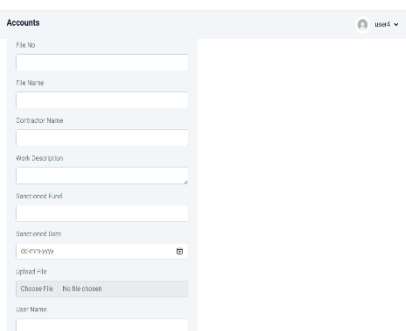 Accounts
user4
File No
File Name
Contractor Name
Work Description
Sanctioned Fund
Sanctioned Date
dd-mm-yyyy
Upload File
Choose File No file chosen
User Name